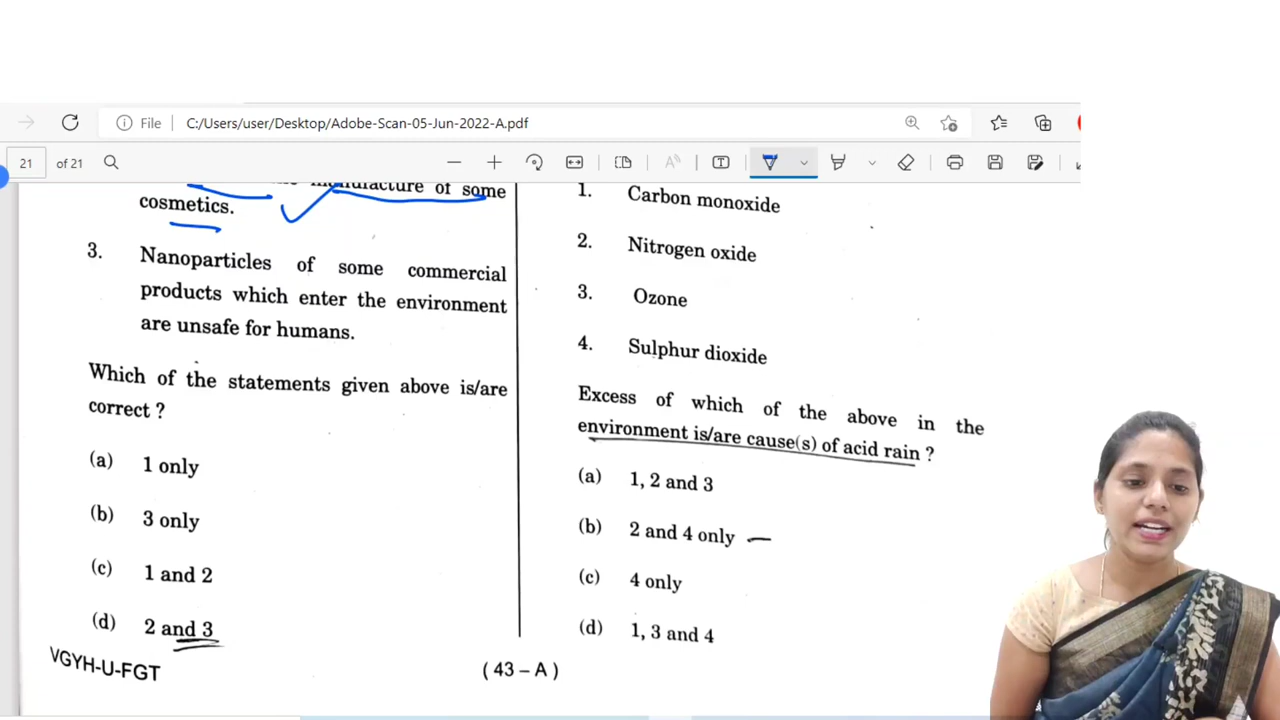 File
C:/Users/user/Desktop/Adobe-Scan-05-Jun-2022-A.pdf
21 of 21
manufacture of some
cosmetics.
3. Nanoparticles of some commercial
products which enter the environment
are unsafe for humans.
Which of the statements given above is/are
correct ?
(a) 1 only
(b) 3 only
(c) 1 and 2
(d) 2 and 3
VGYH-U-FGT
( 43 – A )
1. Carbon monoxide
2. Nitrogen oxide
3. Ozone
4. Sulphur dioxide
Excess of which of the above in the
environment is/are cause(s) of acid rain ?
(a) 1, 2 and 3
(b) 2 and 4 only
(c) 4 only
(d) 1, 3 and 4